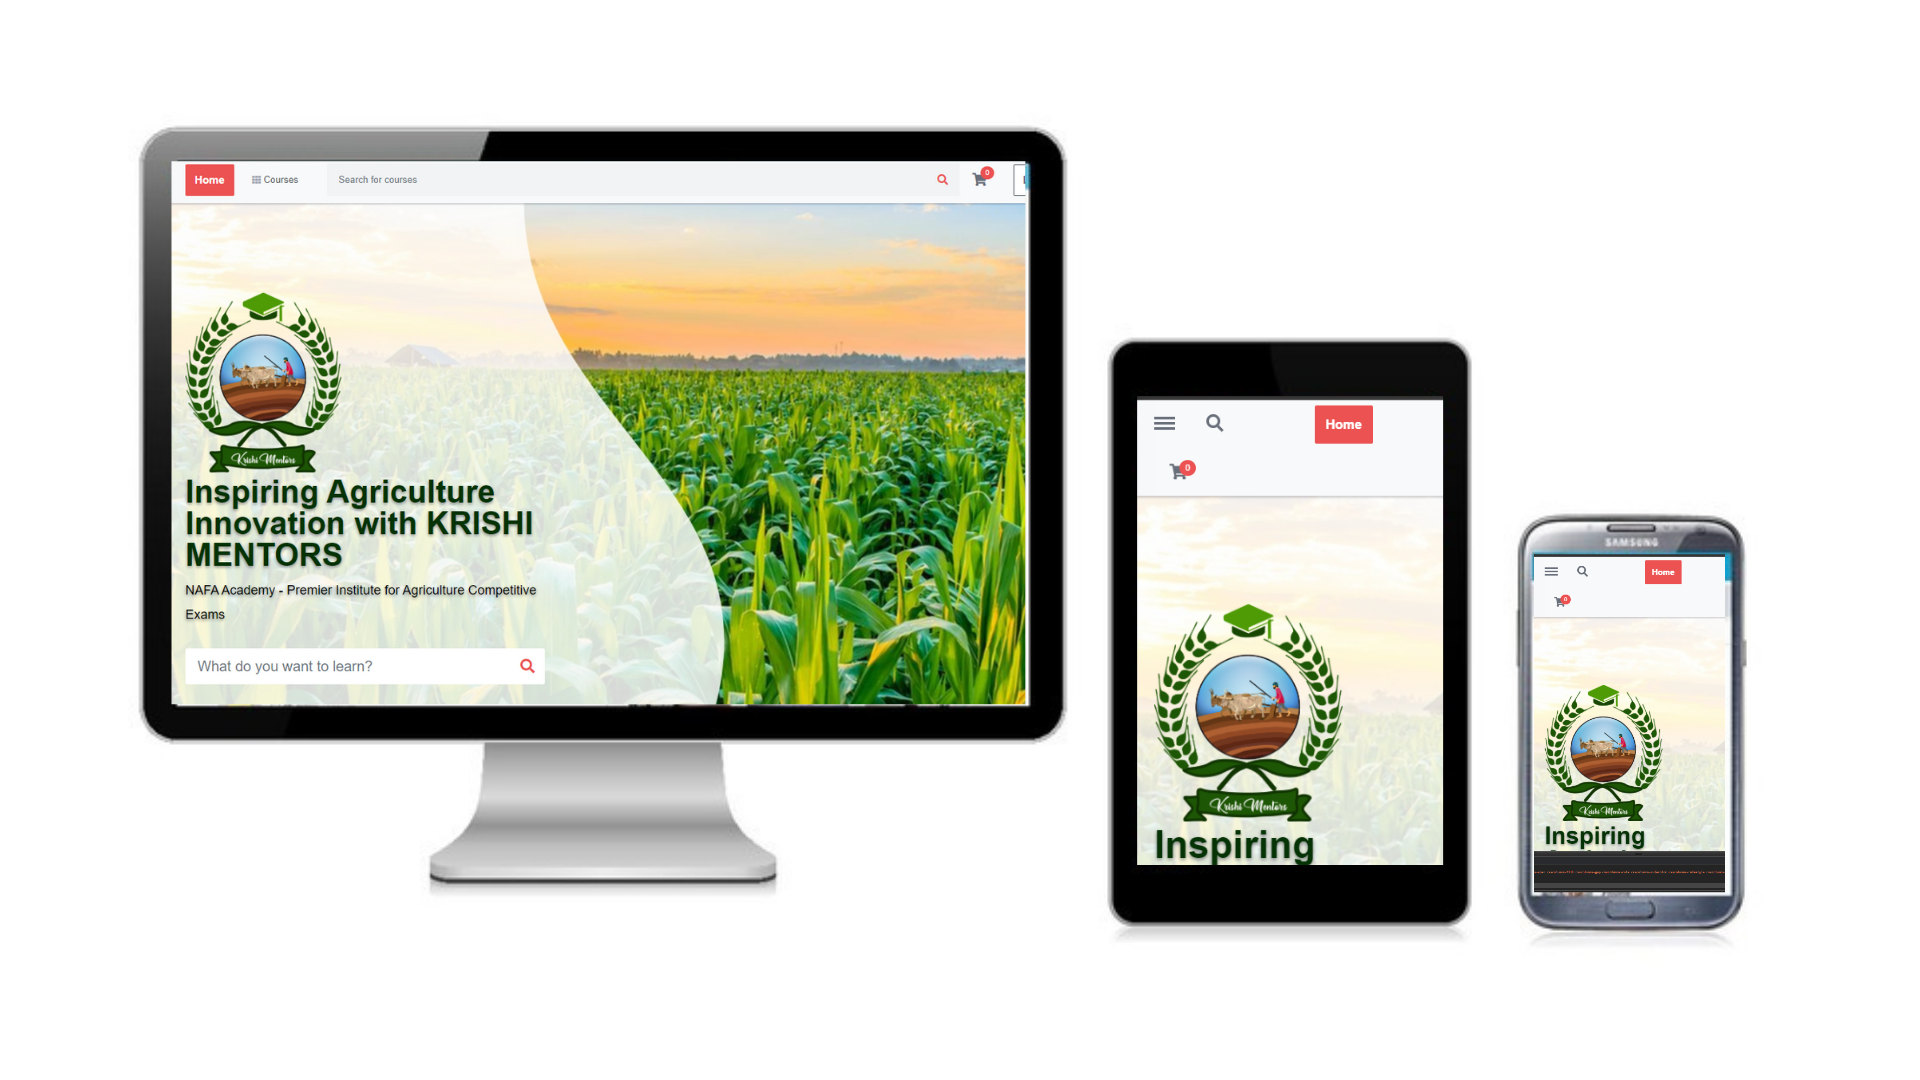 Home
Courses
Search for courses
0
Krishi Mentors
Inspiring Agriculture
Innovation with KRISHI
MENTORS
NAFA Academy - Premier Institute for Agriculture Competitive
Exams
What do you want to learn?
Home
0
Krishi Mentors
Inspiring
SAMSUNG
Home
0
Krishi Mentors
Inspiring